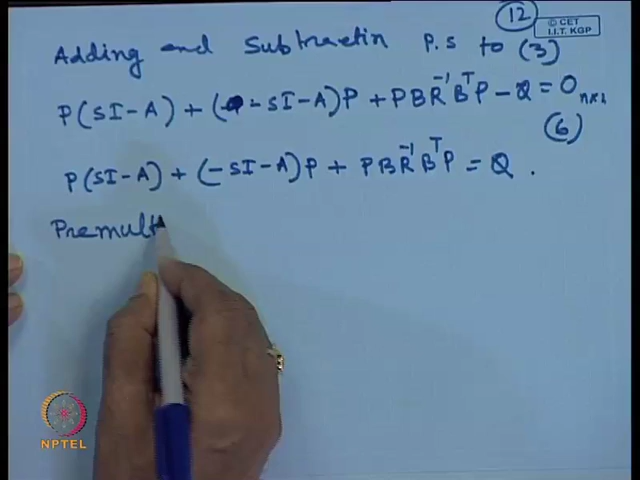 12
© CET
I.I.T. KGP
Adding and Subtractin P.S to (3)
P(SI-A) + (-SI-A)P + PBR⁻¹BᵀP - Q = 0ₙₓₙ
(6)
P(SI-A) + (-SI-A)P + PBR⁻¹BᵀP = Q .
Premult
NPTEL